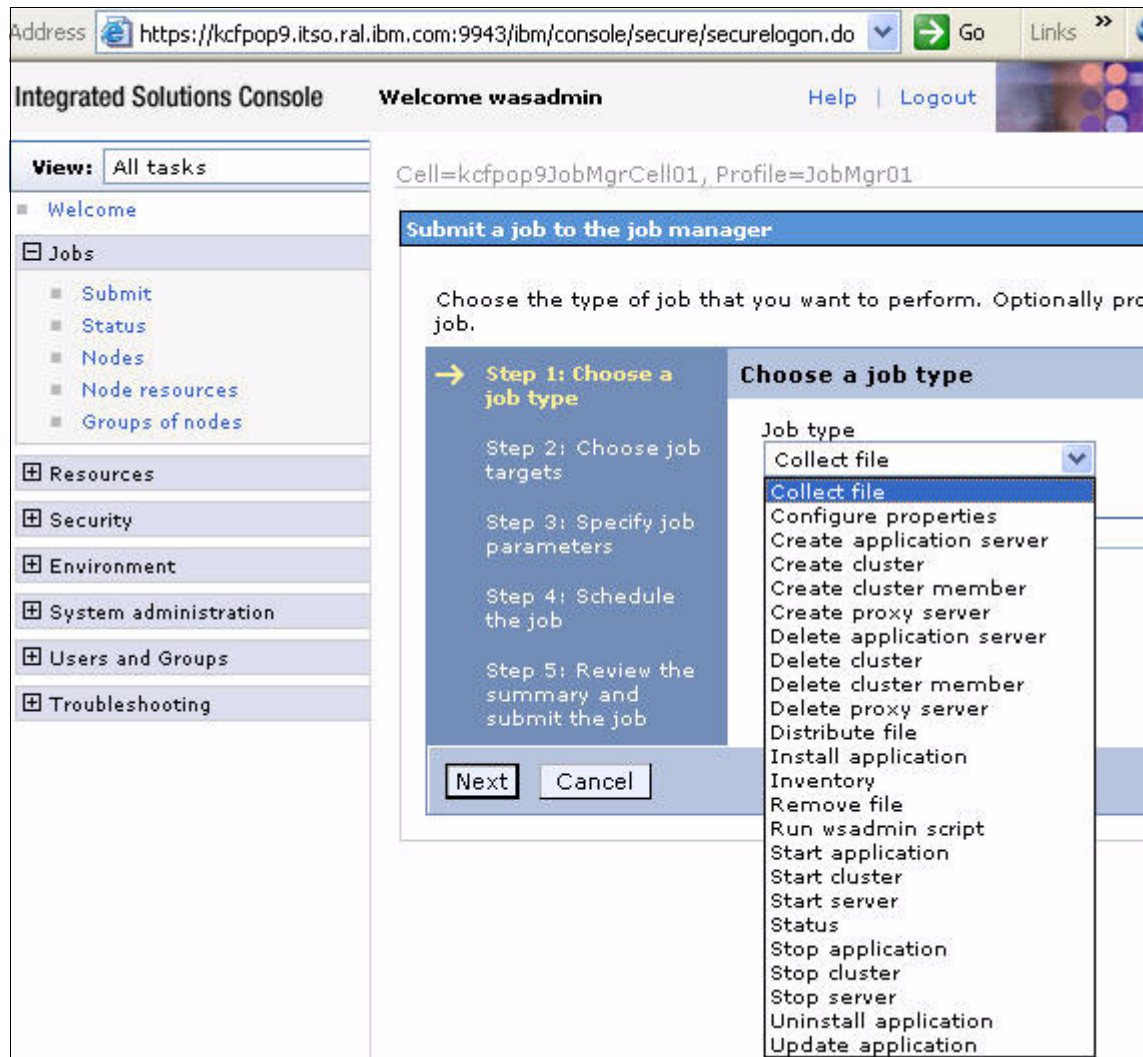 Address https://kcfpop9.itso.ral.ibm.com:9943/ibm/console/secure/securelogon.do Go Links »
Integrated Solutions Console Welcome wasadmin Help | Logout
View: All tasks
Welcome
Jobs
Submit
Status
Nodes
Node resources
Groups of nodes
Resources
Security
Environment
System administration
Users and Groups
Troubleshooting
Cell=kcfpop9JobMgrCell01, Profile=JobMgr01
Submit a job to the job manager
Choose the type of job that you want to perform. Optionally pro
job.
Step 1: Choose a
job type
Step 2: Choose job
targets
Step 3: Specify job
parameters
Step 4: Schedule
the job
Step 5: Review the
summary and
submit the job
Choose a job type
Job type
Collect file
Collect file
Configure properties
Create application server
Create cluster
Create cluster member
Create proxy server
Delete application server
Delete cluster
Delete cluster member
Delete proxy server
Distribute file
Install application
Inventory
Remove file
Run wsadmin script
Start application
Start cluster
Start server
Status
Stop application
Stop cluster
Stop server
Uninstall application
Update application
Next Cancel